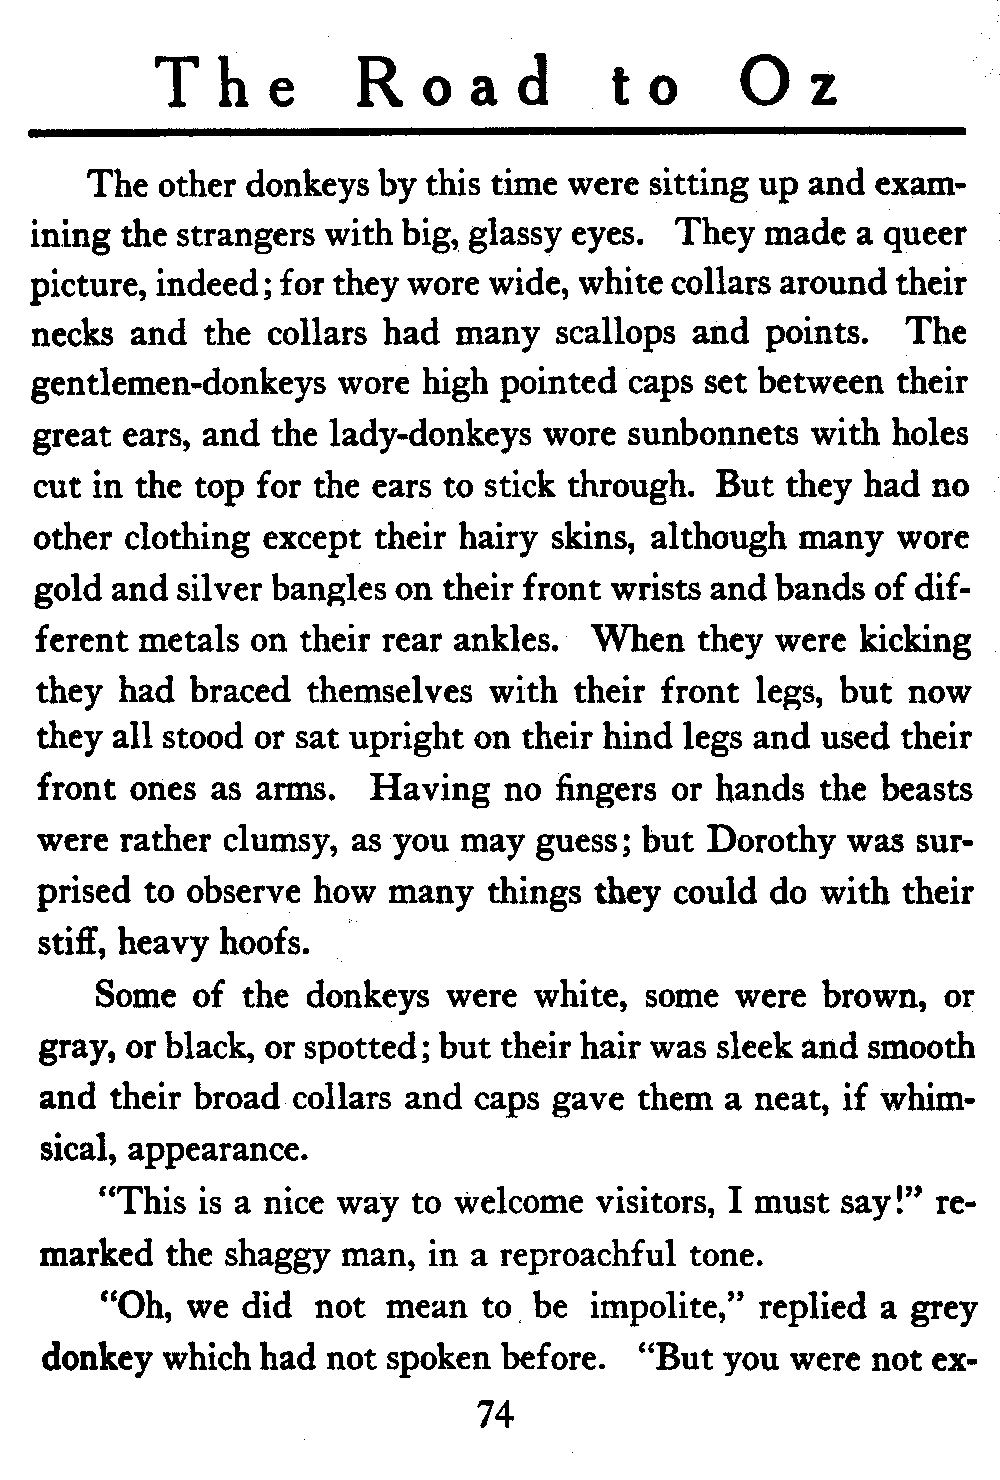 The Road to Oz
The other donkeys by this time were sitting up and exam-
ining the strangers with big, glassy eyes. They made a queer
picture, indeed; for they wore wide, white collars around their
necks and the collars had many scallops and points. The
gentlemen-donkeys wore high pointed caps set between their
great ears, and the lady-donkeys wore sunbonnets with holes
cut in the top for the ears to stick through. But they had no
other clothing except their hairy skins, although many wore
gold and silver bangles on their front wrists and bands of dif-
ferent metals on their rear ankles. When they were kicking
they had braced themselves with their front legs, but now
they all stood or sat upright on their hind legs and used their
front ones as arms. Having no fingers or hands the beasts
were rather clumsy, as you may guess; but Dorothy was sur-
prised to observe how many things they could do with their
stiff, heavy hoofs.
Some of the donkeys were white, some were brown, or
gray, or black, or spotted; but their hair was sleek and smooth
and their broad collars and caps gave them a neat, if whim-
sical, appearance.
"This is a nice way to welcome visitors, I must say!" re-
marked the shaggy man, in a reproachful tone.
"Oh, we did not mean to be impolite," replied a grey
donkey which had not spoken before. "But you were not ex-
74